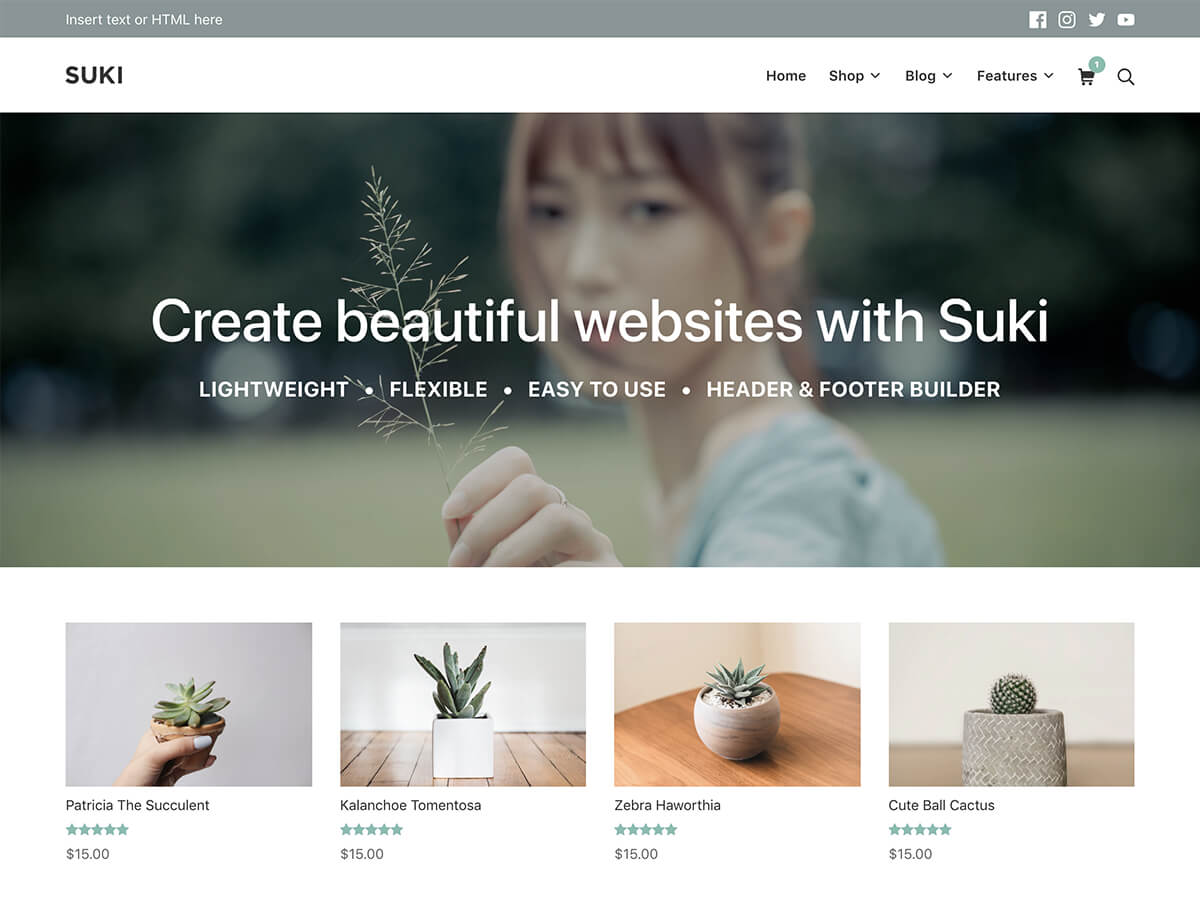 Insert text or HTML here
SUKI
Home Shop Blog Features 1
Create beautiful websites with Suki
LIGHTWEIGHT • FLEXIBLE • EASY TO USE • HEADER & FOOTER BUILDER
Patricia The Succulent Kalanchoe Tomentosa Zebra Haworthia Cute Ball Cactus
$15.00 $15.00 $15.00 $15.00